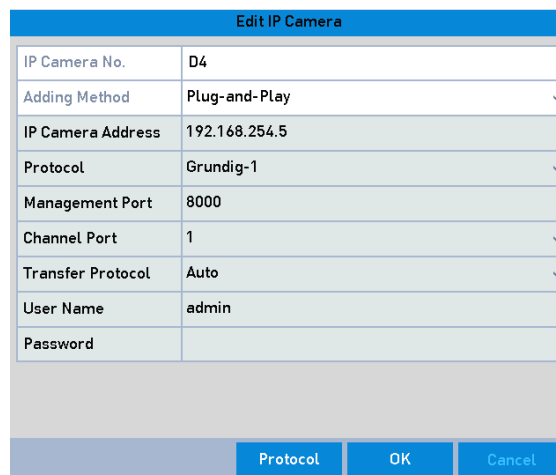 Edit IP Camera
IP Camera No. D4
Adding Method Plug-and-Play
IP Camera Address 192.168.254.5
Protocol Grundig-1
Management Port 8000
Channel Port 1
Transfer Protocol Auto
User Name admin
Password
Protocol OK Cancel